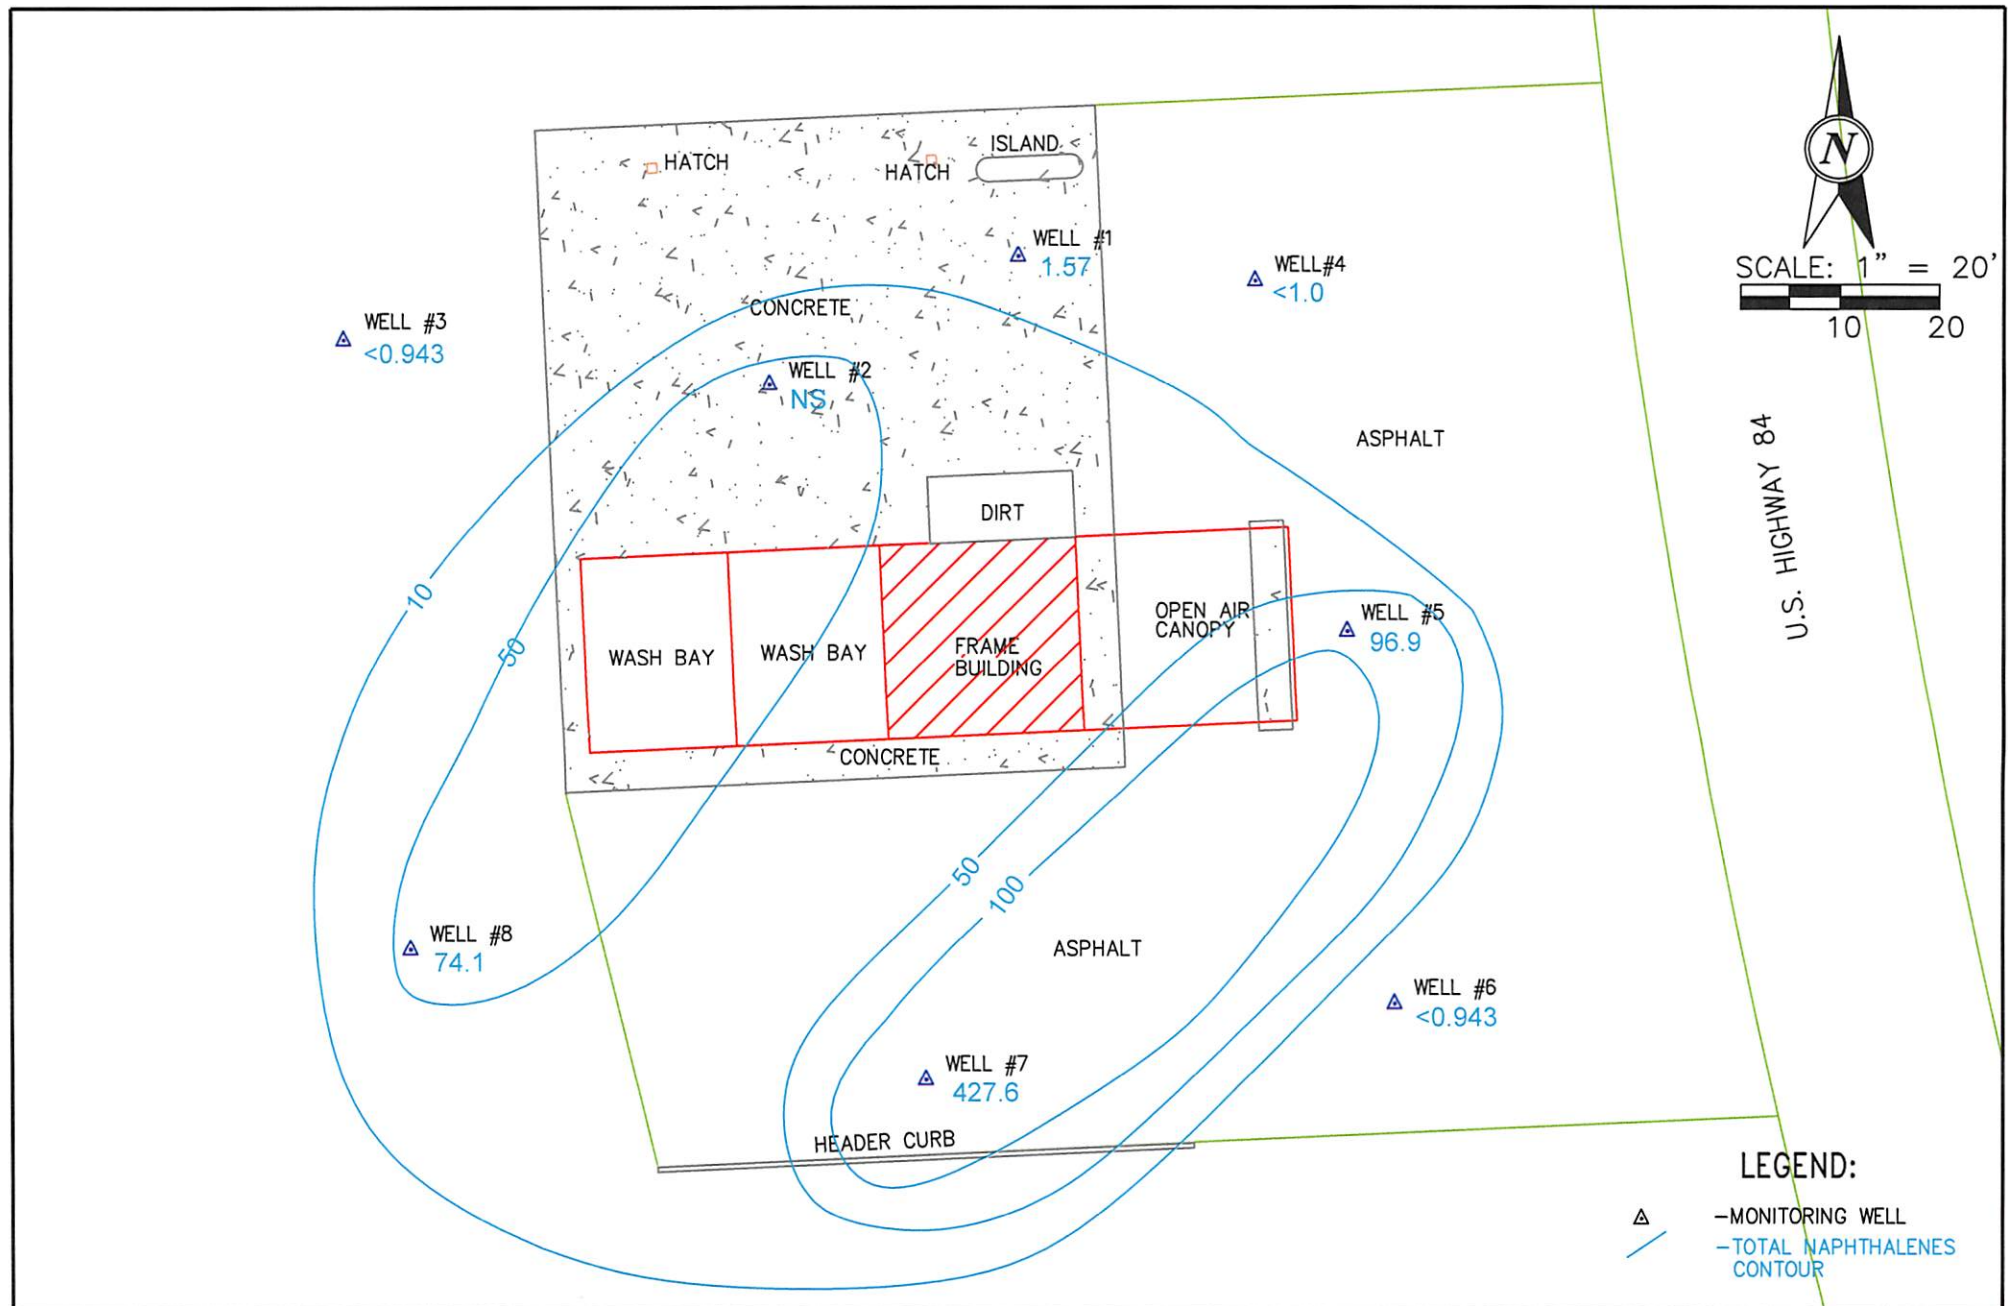 ISLAND
HATCH
HATCH
N
WELL #1
1.57
WELL#4
<1.0
SCALE: 1" = 20'
10 20
CONCRETE
WELL #3
<0.943
WELL #2
NS
ASPHALT
U.S. HIGHWAY 84
DIRT
10
50
OPEN AIR
CANOPY
WELL #5
96.9
WASH BAY
WASH BAY
FRAME
BUILDING
CONCRETE
50
100
WELL #8
74.1
ASPHALT
WELL #6
<0.943
WELL #7
427.6
HEADER CURB
LEGEND:
-MONITORING WELL
-TOTAL NAPHTHALENES
CONTOUR